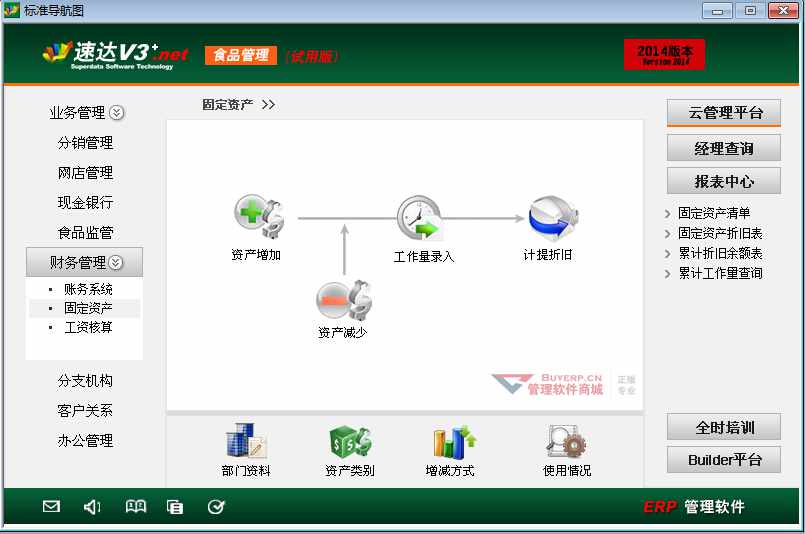 标准导航图
速达V3+.net
Superdata Software Technology
食品管理
(试用版)
2014版本
Version 2014
业务管理
分销管理
网店管理
现金银行
食品监管
财务管理
账务系统
固定资产
工资核算
分支机构
客户关系
办公管理
固定资产 >>
资产增加
工作量录入
计提折旧
资产减少
BUYERP.CN
管理软件商城
正版
专业
部门资料
资产类别
增减方式
使用情况
云管理平台
经理查询
报表中心
固定资产清单
固定资产折旧表
累计折旧余额表
累计工作量查询
全时培训
Builder平台
ERP 管理软件